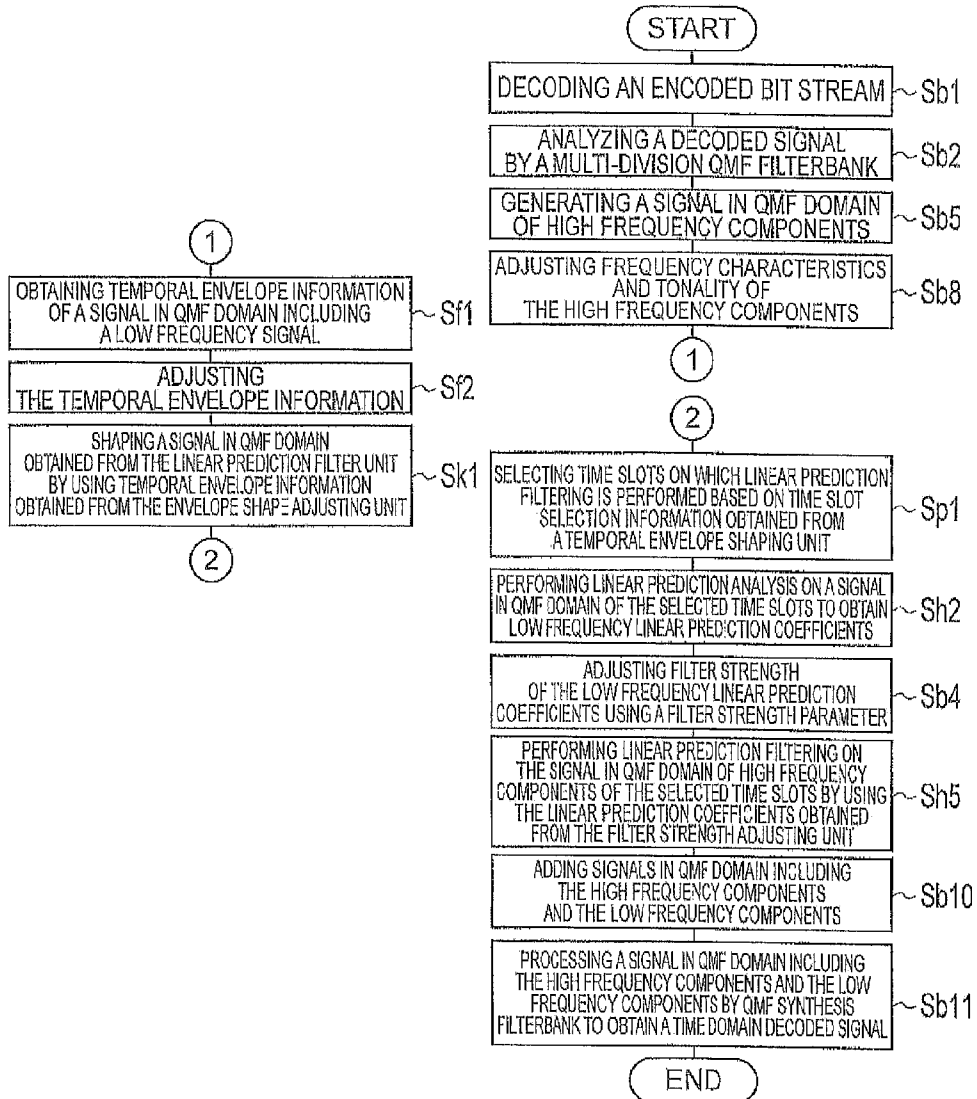 START
DECODING AN ENCODED BIT STREAM
Sb1
ANALYZING A DECODED SIGNAL
BY A MULTI-DIVISION QMF FILTERBANK
Sb2
GENERATING A SIGNAL IN QMF DOMAIN
OF HIGH FREQUENCY COMPONENTS
Sb5
ADJUSTING FREQUENCY CHARACTERISTICS
AND TONALITY OF
THE HIGH FREQUENCY COMPONENTS
Sb8
1
1
OBTAINING TEMPORAL ENVELOPE INFORMATION
OF A SIGNAL IN QMF DOMAIN INCLUDING
A LOW FREQUENCY SIGNAL
Sf1
ADJUSTING
THE TEMPORAL ENVELOPE INFORMATION
Sf2
SHAPING A SIGNAL IN QMF DOMAIN
OBTAINED FROM THE LINEAR PREDICTION FILTER UNIT
BY USING TEMPORAL ENVELOPE INFORMATION
OBTAINED FROM THE ENVELOPE SHAPE ADJUSTING UNIT
Sk1
2
2
SELECTING TIME SLOTS ON WHICH LINEAR PREDICTION
FILTERING IS PERFORMED BASED ON TIME SLOT
SELECTION INFORMATION OBTAINED FROM
A TEMPORAL ENVELOPE SHAPING UNIT
Sp1
PERFORMING LINEAR PREDICTION ANALYSIS ON A SIGNAL
IN QMF DOMAIN OF THE SELECTED TIME SLOTS TO OBTAIN
LOW FREQUENCY LINEAR PREDICTION COEFFICIENTS
Sh2
ADJUSTING FILTER STRENGTH
OF THE LOW FREQUENCY LINEAR PREDICTION
COEFFICIENTS USING A FILTER STRENGTH PARAMETER
Sb4
PERFORMING LINEAR PREDICTION FILTERING ON
THE SIGNAL IN QMF DOMAIN OF HIGH FREQUENCY
COMPONENTS OF THE SELECTED TIME SLOTS BY USING
THE LINEAR PREDICTION COEFFICIENTS OBTAINED
FROM THE FILTER STRENGTH ADJUSTING UNIT
Sh5
ADDING SIGNALS IN QMF DOMAIN INCLUDING
THE HIGH FREQUENCY COMPONENTS
AND THE LOW FREQUENCY COMPONENTS
Sb10
PROCESSING A SIGNAL IN QMF DOMAIN INCLUDING
THE HIGH FREQUENCY COMPONENTS AND THE LOW
FREQUENCY COMPONENTS BY QMF SYNTHESIS
FILTERBANK TO OBTAIN A TIME DOMAIN DECODED SIGNAL
Sb11
END